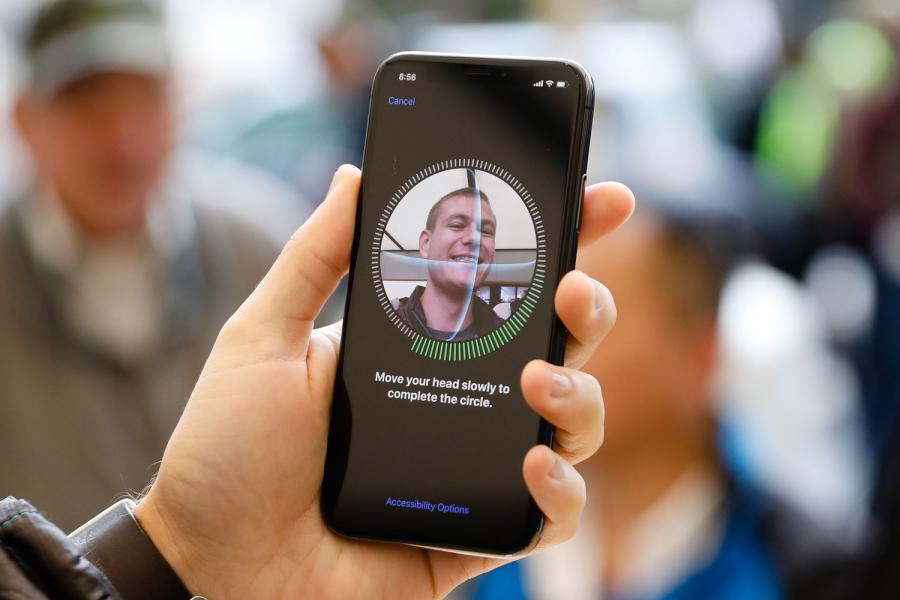 8:56
Cancel
Move your head slowly to
complete the circle.
Accessibility Options